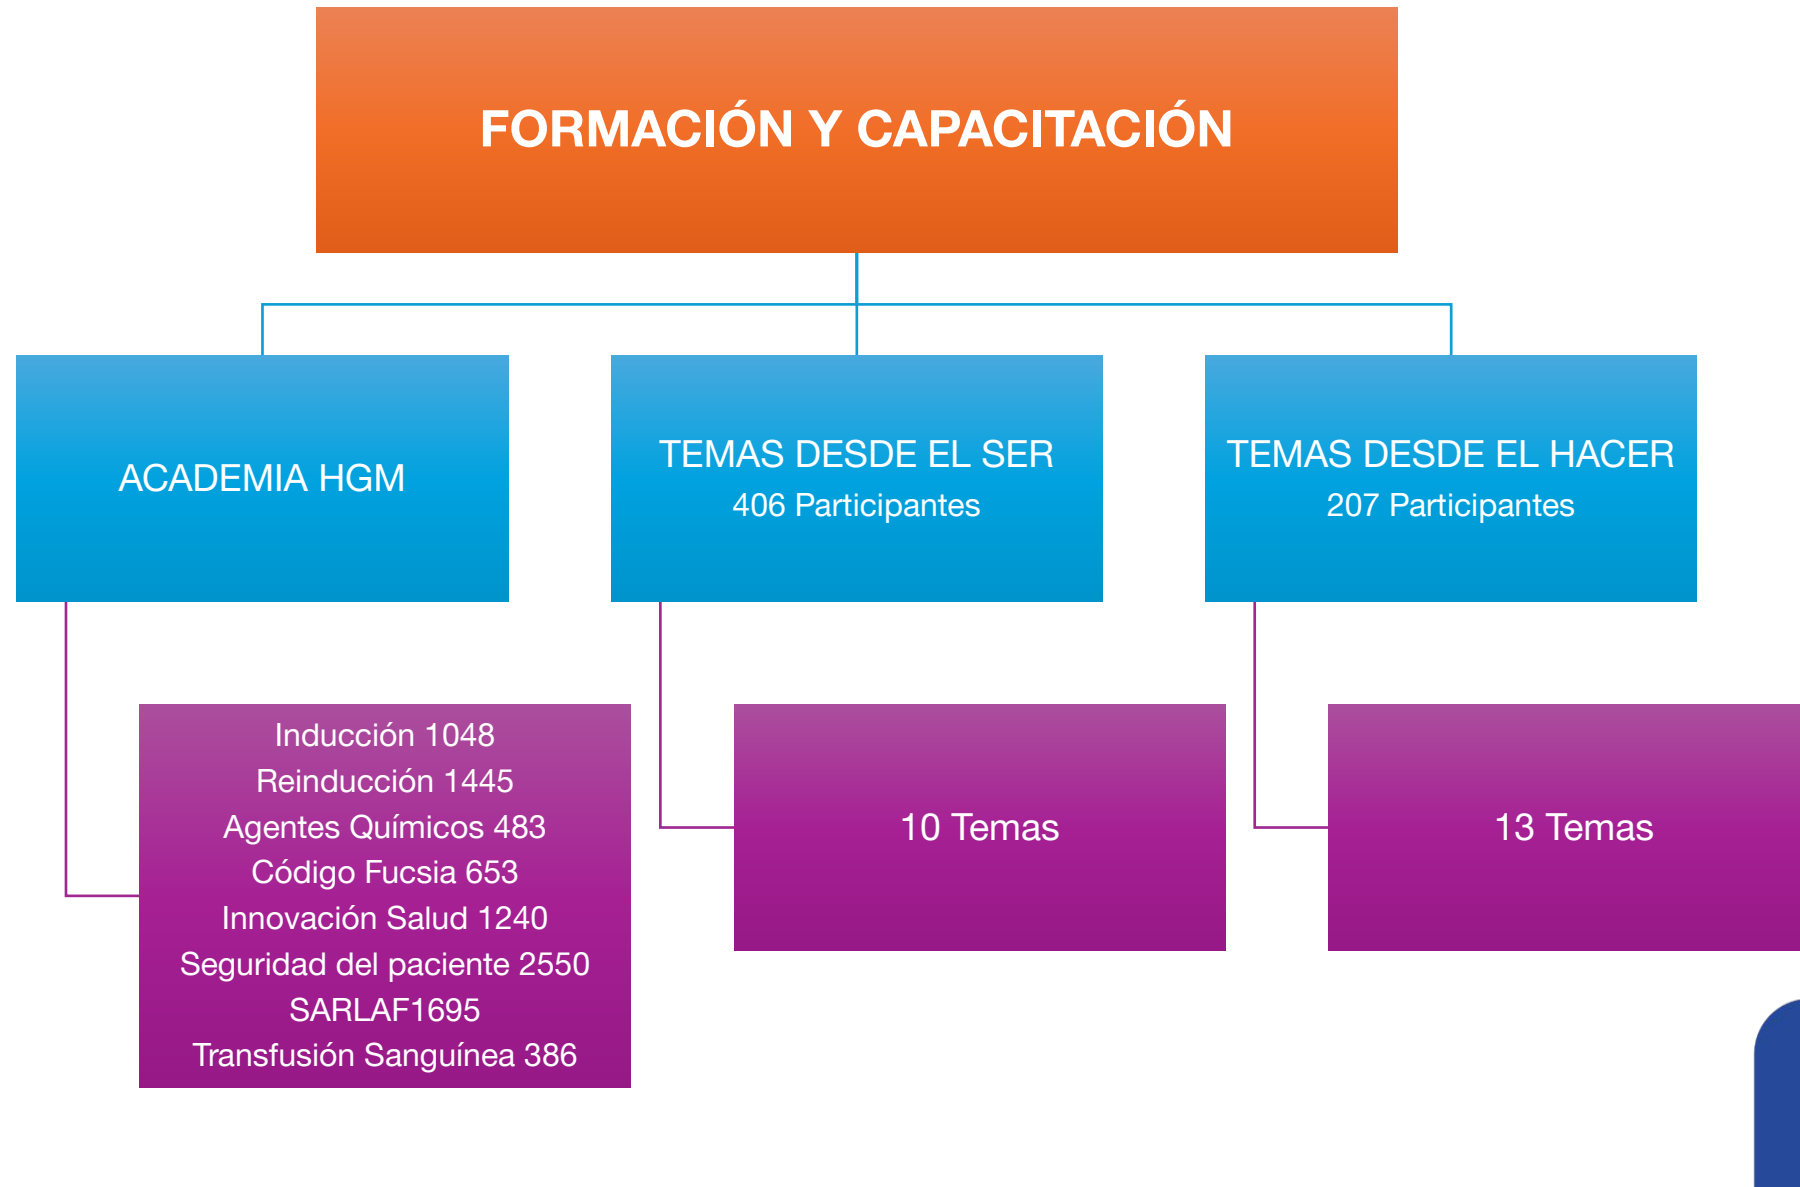 FORMACIÓN Y CAPACITACIÓN
ACADEMIA HGM
TEMAS DESDE EL SER
406 Participantes
TEMAS DESDE EL HACER
207 Participantes
Inducción 1048
Reinducción 1445
Agentes Químicos 483
Código Fucsia 653
Innovación Salud 1240
Seguridad del paciente 2550
SARLAF1695
Transfusión Sanguínea 386
10 Temas
13 Temas